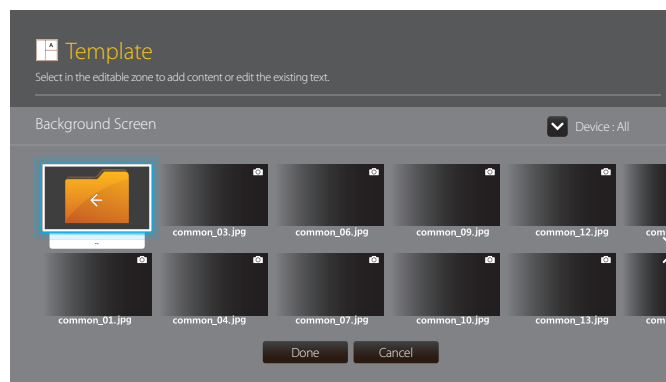 A
Template
Select in the editable zone to add content or edit the existing text.
Background Screen
Device : All
common_03.jpg common_06.jpg common_09.jpg common_12.jpg com
..
common_01.jpg common_04.jpg common_07.jpg common_10.jpg common_13.jpg com
Done Cancel